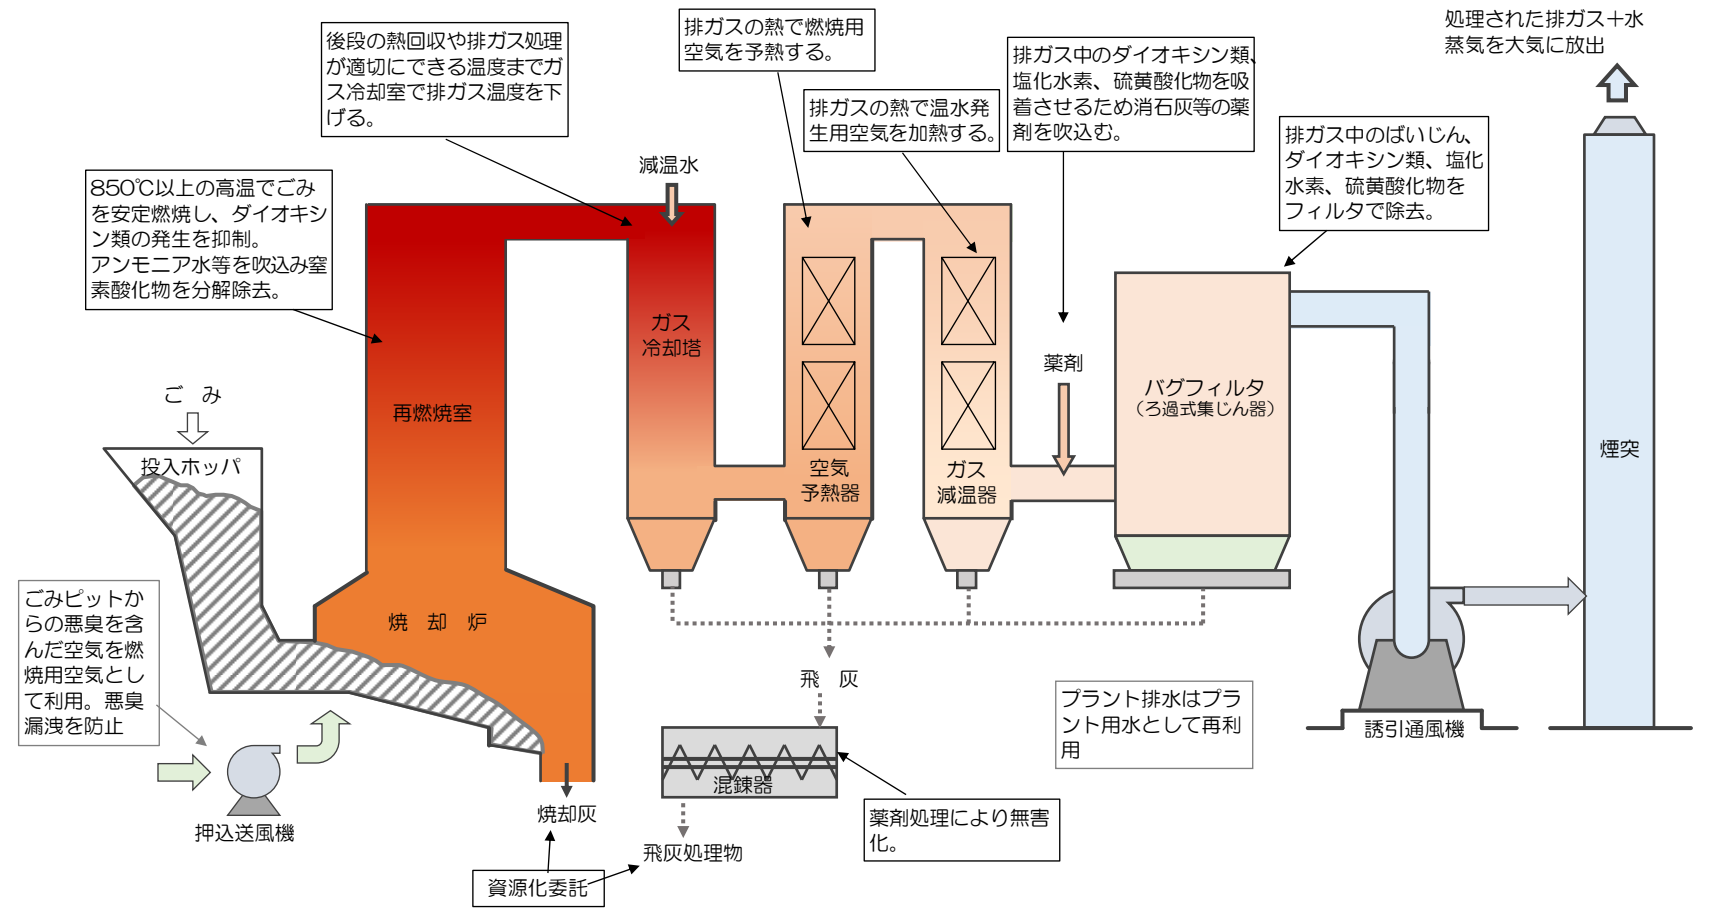 処理された排ガス＋水
蒸気を大気に放出
排ガスの熱で燃焼用
空気を予熱する。
後段の熱回収や排ガス処理
が適切にできる温度までガ
ス冷却室で排ガス温度を下
げる。
排ガス中のダイオキシン類、
塩化水素、硫黄酸化物を吸
着させるため消石灰等の薬
剤を吹込む。
排ガスの熱で温水発
生用空気を加熱する。
排ガス中のばいじん、
ダイオキシン類、塩化
水素、硫黄酸化物を
フィルタで除去。
減温水
850℃以上の高温でごみ
を安定燃焼し、ダイオキシ
ン類の発生を抑制。
アンモニア水等を吹込み窒
素酸化物を分解除去。
ガス
冷却塔
薬剤
バグフィルタ
（ろ過式集じん器）
ごみ
再燃焼室
煙突
投入ホッパ
空気
予熱器
ガス
減温器
ごみピットか
らの悪臭を含
んだ空気を燃
焼用空気とし
て利用。悪臭
漏洩を防止
焼却炉
飛灰
プラント排水はプラ
ント用水として再利
用
誘引通風機
混錬器
押込送風機
焼却灰
薬剤処理により無害
化。
飛灰処理物
資源化委託